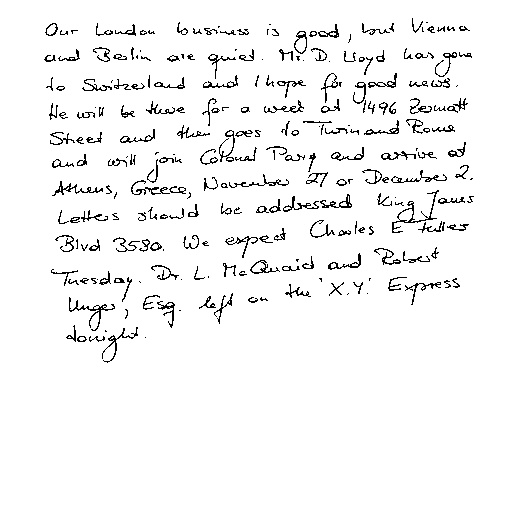 Our London business is good, but Vienna
and Berlin are quiet. Mr. D. Lloyd has gone
to Switzerland and I hope for good news.
He will be there for a week at 1496 Zermatt
Street and then goes to Turin and Rome
and will join Colonel Parry and arrive at
Athens, Greece, November 27 or December 2.
Letters should be addressed King James
Blvd 3580. We expect Charles E Fuller
Tuesday. Dr. L. McQuaid and Robert
Unger, Esq. left on the 'X.Y.' Express
tonight.